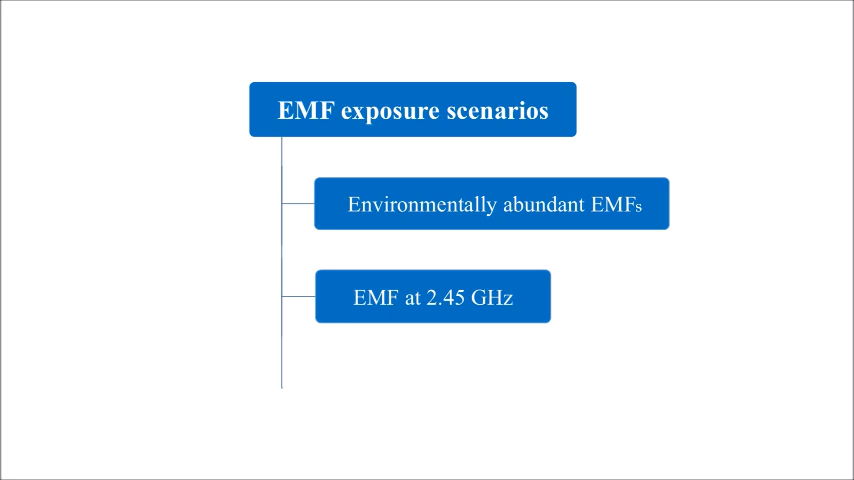 EMF exposure scenarios
Environmentally abundant EMFs
EMF at 2.45 GHz